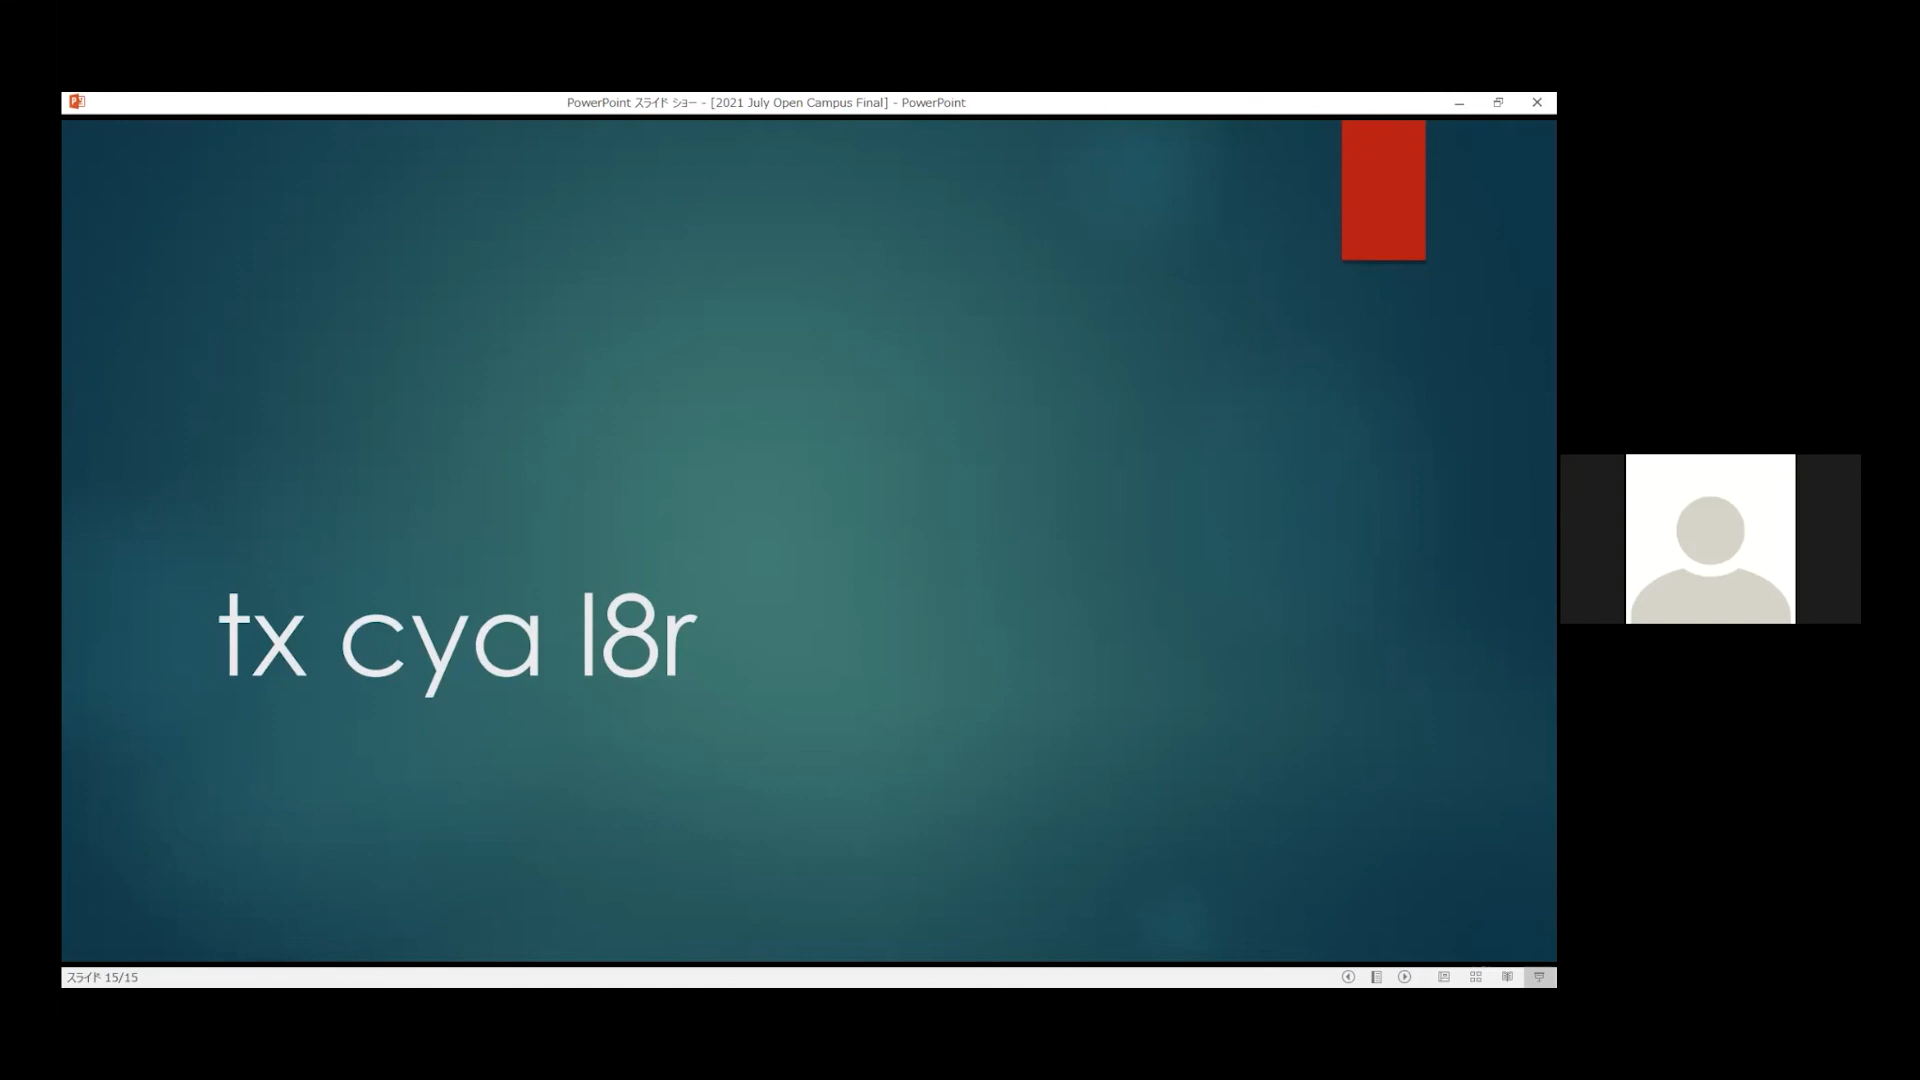 PowerPoint スライド ショー - [2021 July Open Campus Final] - PowerPoint
tx cya l8r
スライド 15/15